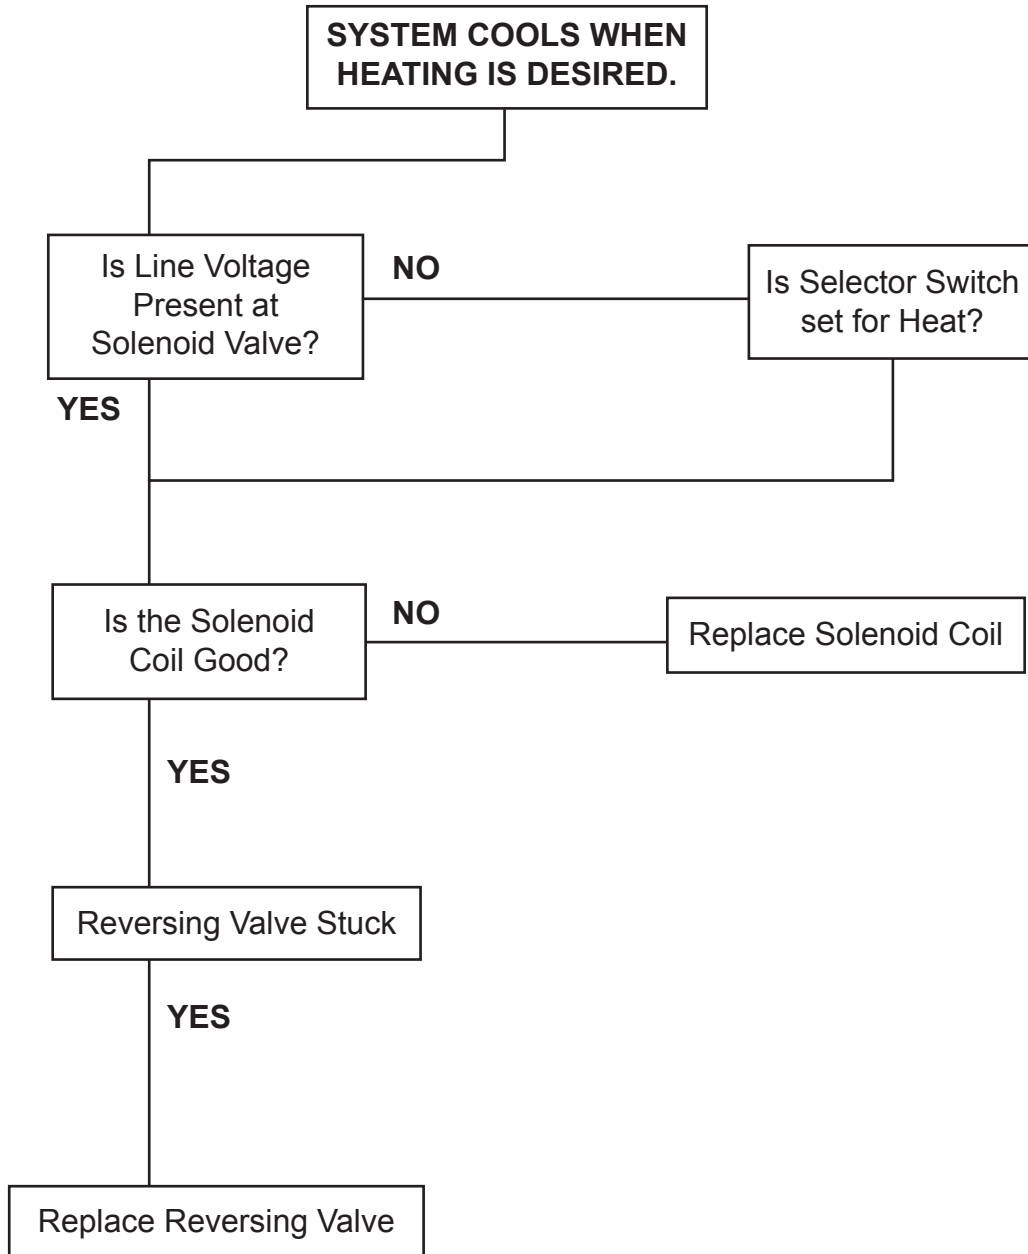 SYSTEM COOLS WHEN
HEATING IS DESIRED.
Is Line Voltage
Present at
Solenoid Valve?
NO
Is Selector Switch
set for Heat?
YES
Is the Solenoid
Coil Good?
NO
Replace Solenoid Coil
YES
Reversing Valve Stuck
YES
Replace Reversing Valve